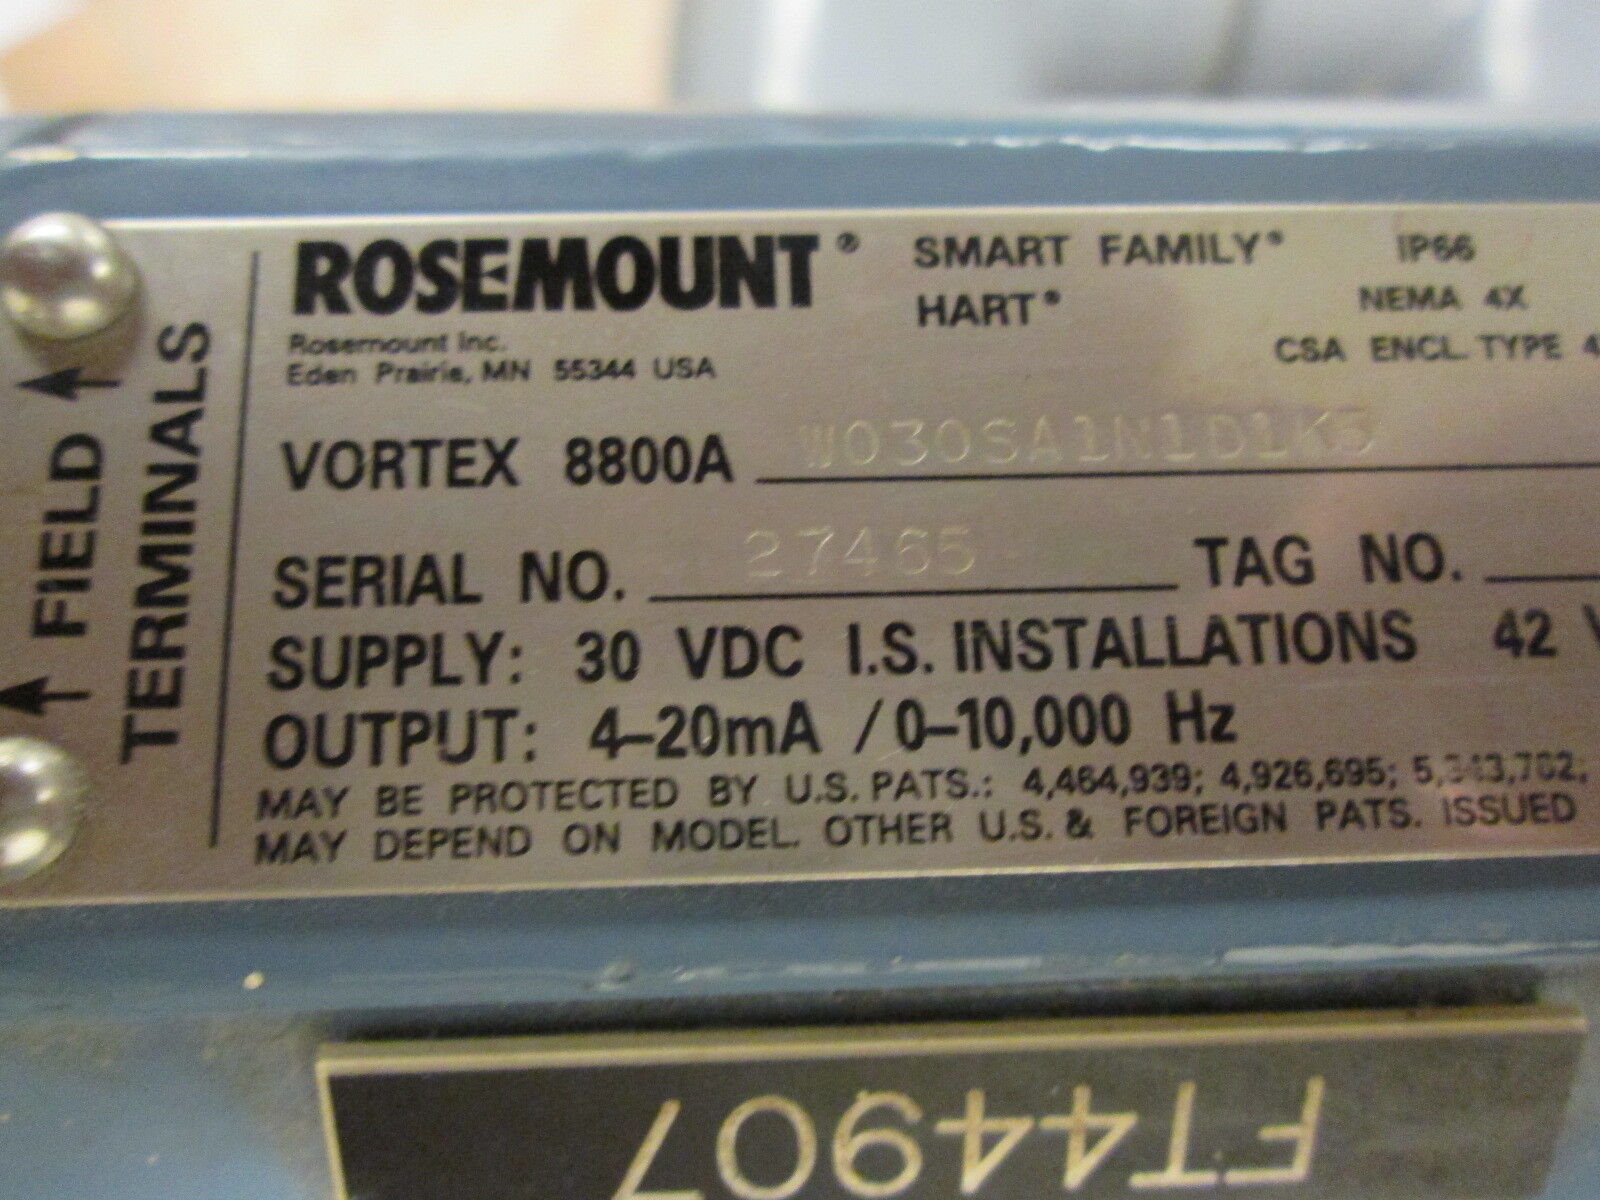 ROSEMOUNT® SMART FAMILY® IP66
HART® NEMA 4X
Rosemount Inc.
Eden Prairie, MN 55344 USA
CSA ENCL. TYPE
VORTEX 8800A W030SA1N1D1K5
SERIAL NO. 27465 TAG NO.
SUPPLY: 30 VDC I.S. INSTALLATIONS 42
OUTPUT: 4-20mA / 0-10,000 Hz
MAY BE PROTECTED BY U.S. PATS.: 4,464,939; 4,926,695;
MAY DEPEND ON MODEL. OTHER U.S. & FOREIGN PATS. ISSUED
FIELD
TERMINALS
FT44907